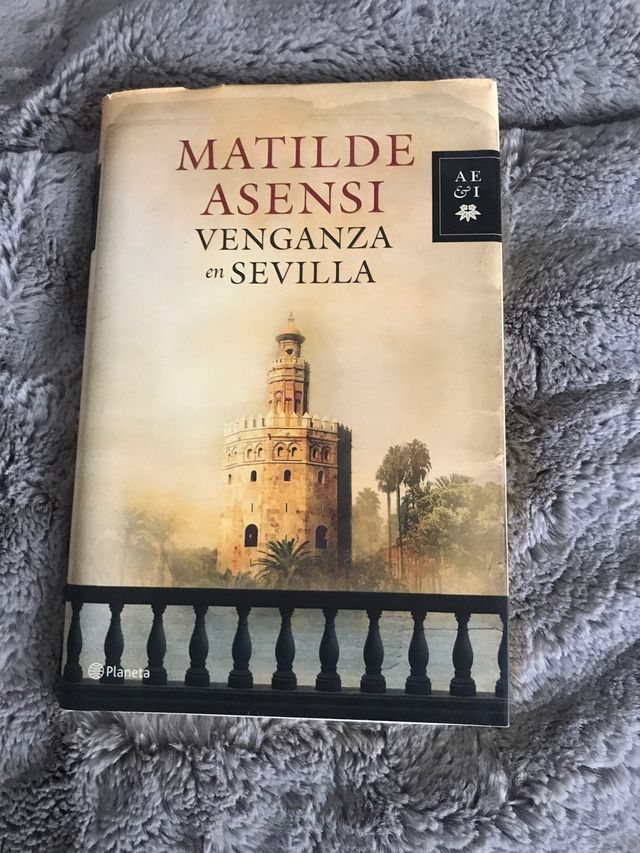 MATILDE
ASENSI
VENGANZA
en SEVILLA
AE
& I
Planeta